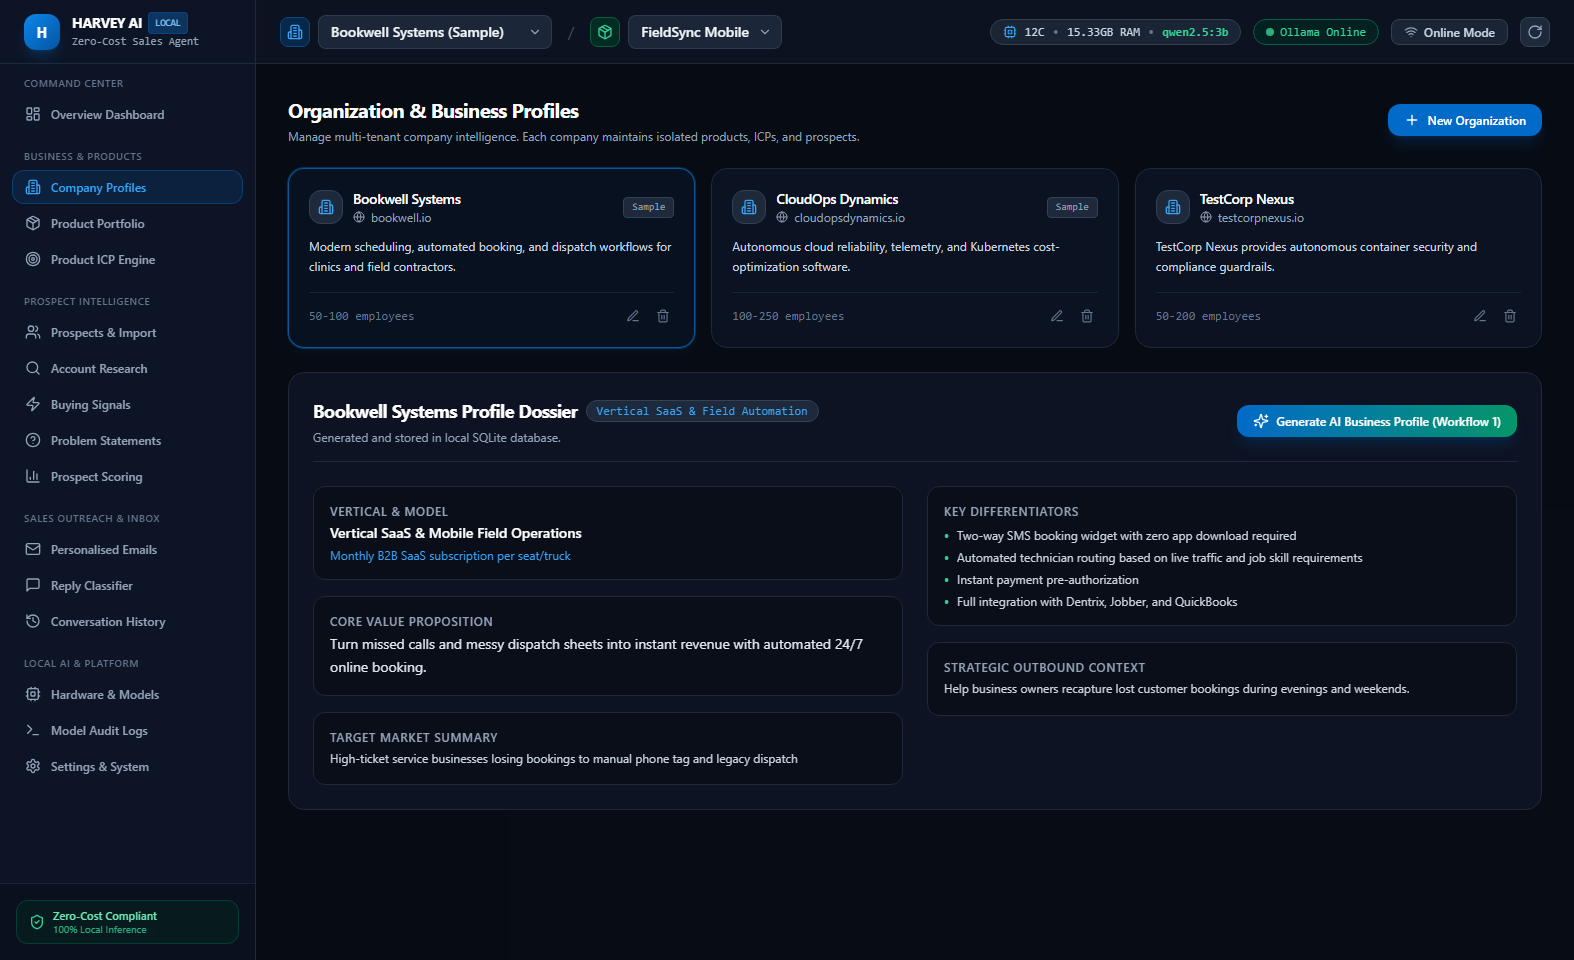 H
HARVEY AI LOCAL
Zero-Cost Sales Agent
Bookwell Systems (Sample) / FieldSync Mobile
12C • 15.33GB RAM • qwen2.5:3b
Ollama Online
Online Mode
COMMAND CENTER
Overview Dashboard
BUSINESS & PRODUCTS
Company Profiles
Product Portfolio
Product ICP Engine
PROSPECT INTELLIGENCE
Prospects & Import
Account Research
Buying Signals
Problem Statements
Prospect Scoring
SALES OUTREACH & INBOX
Personalised Emails
Reply Classifier
Conversation History
LOCAL AI & PLATFORM
Hardware & Models
Model Audit Logs
Settings & System
Zero-Cost Compliant
100% Local Inference
Organization & Business Profiles
Manage multi-tenant company intelligence. Each company maintains isolated products, ICPs, and prospects.
New Organization
Bookwell Systems
bookwell.io
Sample
Modern scheduling, automated booking, and dispatch workflows for
clinics and field contractors.
50-100 employees
CloudOps Dynamics
cloudopsdynamics.io
Sample
Autonomous cloud reliability, telemetry, and Kubernetes cost-
optimization software.
100-250 employees
TestCorp Nexus
testcorpnexus.io
TestCorp Nexus provides autonomous container security and
compliance guardrails.
50-200 employees
Bookwell Systems Profile Dossier Vertical SaaS & Field Automation
Generated and stored in local SQLite database.
Generate AI Business Profile (Workflow 1)
VERTICAL & MODEL
Vertical SaaS & Mobile Field Operations
Monthly B2B SaaS subscription per seat/truck
CORE VALUE PROPOSITION
Turn missed calls and messy dispatch sheets into instant revenue with automated 24/7
online booking.
TARGET MARKET SUMMARY
High-ticket service businesses losing bookings to manual phone tag and legacy dispatch
KEY DIFFERENTIATORS
• Two-way SMS booking widget with zero app download required
• Automated technician routing based on live traffic and job skill requirements
• Instant payment pre-authorization
• Full integration with Dentrix, Jobber, and QuickBooks
STRATEGIC OUTBOUND CONTEXT
Help business owners recapture lost customer bookings during evenings and weekends.